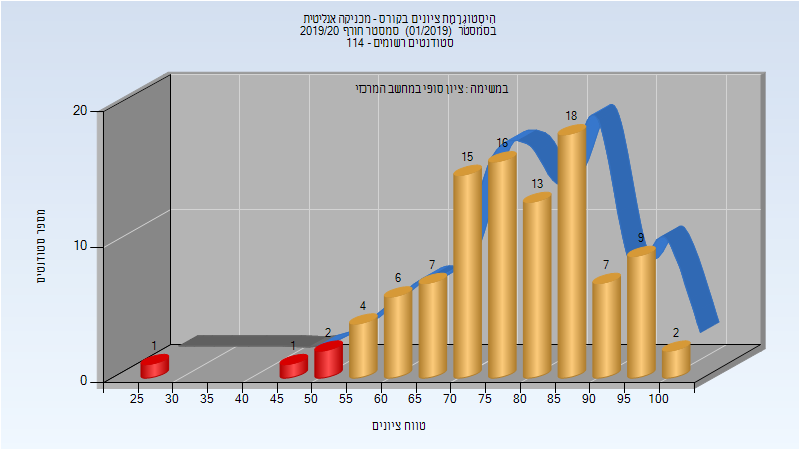 היסטוגרמת ציונים בקורס - מכניקה אנליטית
בסמסטר (01/2019) סמסטר חורף 2019/20
סטודנטים רשומים - 114
במשימה : ציון סופי במחשב המרכזי
מספר סטודנטים
20
10
0
1
1
2
4
6
7
15
16
13
18
7
9
2
25 30 35 40 45 50 55 60 65 70 75 80 85 90 95 100
טווח ציונים